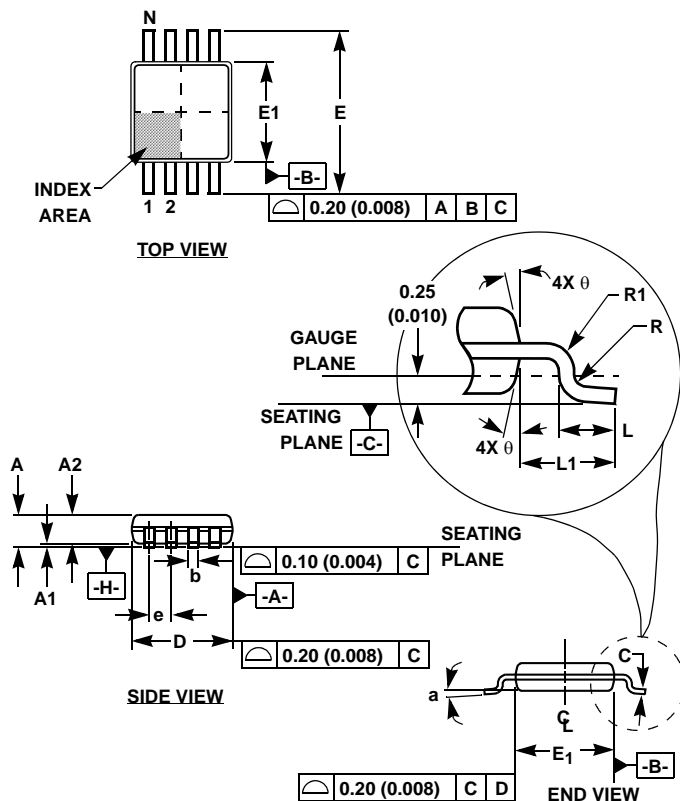 N
E1
E
-B-
INDEX
AREA
1 2
0.20 (0.008) A B C
TOP VIEW
0.25
(0.010)
4X θ
R1
R
GAUGE
PLANE
SEATING
PLANE
-C-
4X θ
L
L1
A
A2
SEATING
PLANE
A1
-H-
b
0.10 (0.004) C
-A-
e
D
0.20 (0.008) C
SIDE VIEW
a
C
CL
E1
-B-
0.20 (0.008) C D
END VIEW